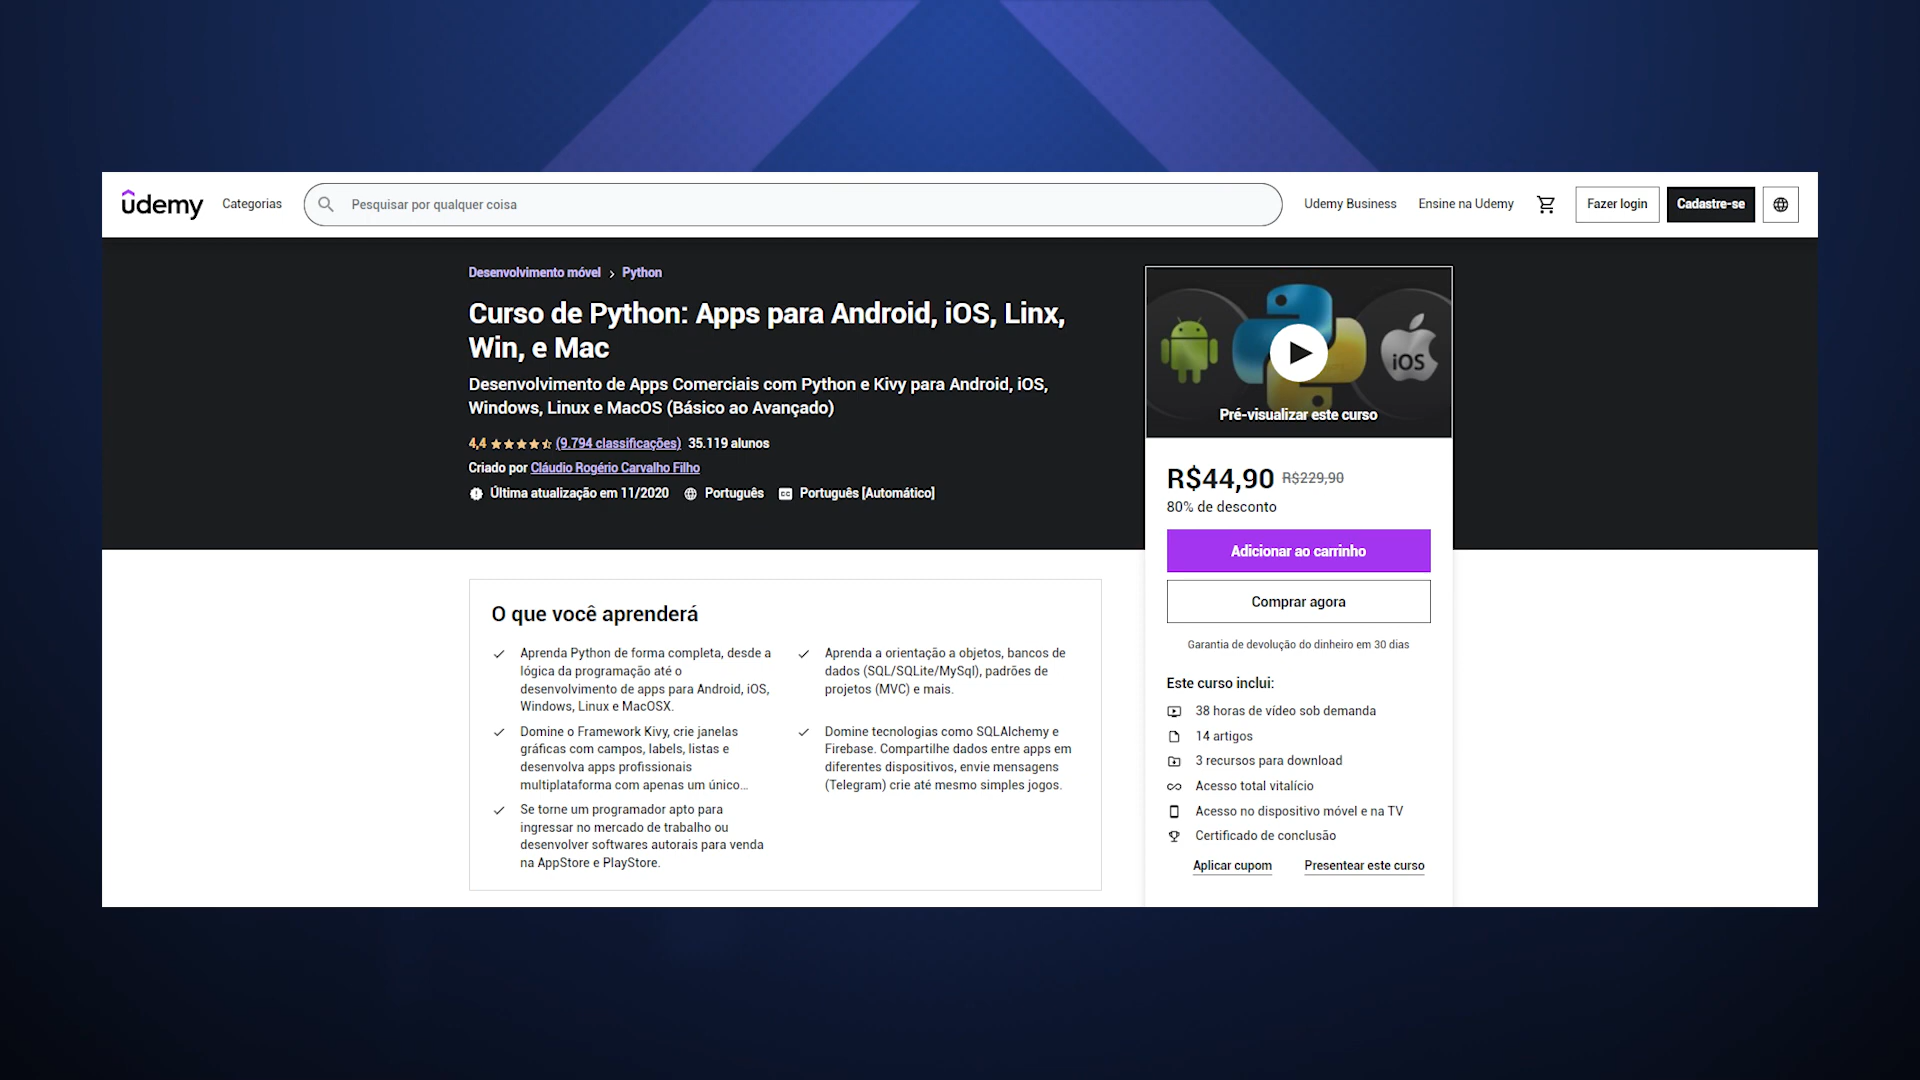 udemy
Categorias
Pesquisar por qualquer coisa
Udemy Business
Ensine na Udemy
Fazer login
Cadastre-se
Desenvolvimento móvel
Python
Curso de Python: Apps para Android, iOS, Linx,
Win, e Mac
Desenvolvimento de Apps Comerciais com Python e Kivy para Android, iOS,
Windows, Linux e MacOS (Básico ao Avançado)
4,4 (9.794 classificações) 35.119 alunos
Criado por Cláudio Rogério Carvalho Filho
Última atualização em 11/2020
Português
CC
Português [Automático]
iOS
Pré-visualizar este curso
R$44,90 R$229,90
80% de desconto
Adicionar ao carrinho
Comprar agora
Garantia de devolução do dinheiro em 30 dias
Este curso inclui:
38 horas de vídeo sob demanda
14 artigos
3 recursos para download
Acesso total vitalício
Acesso no dispositivo móvel e na TV
Certificado de conclusão
Aplicar cupom
Presentear este curso
O que você aprenderá
Aprenda Python de forma completa, desde a
lógica da programação até o
desenvolvimento de apps para Android, iOS,
Windows, Linux e MacOSX.
Aprenda a orientação a objetos, bancos de
dados (SQL/SQLite/MySql), padrões de
projetos (MVC) e mais.
Domine o Framework Kivy, crie janelas
gráficas com campos, labels, listas e
desenvolva apps profissionais
multiplataforma com apenas um único...
Domine tecnologias como SQLAlchemy e
Firebase. Compartilhe dados entre apps em
diferentes dispositivos, envie mensagens
(Telegram) crie até mesmo simples jogos.
Se torne um programador apto para
ingressar no mercado de trabalho ou
desenvolver softwares autorais para venda
na AppStore e PlayStore.